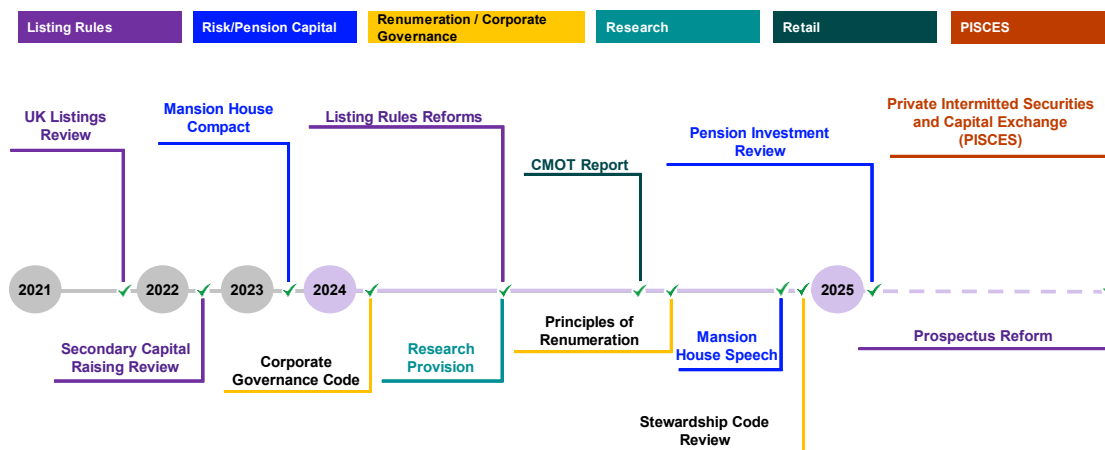 Listing Rules
Risk/Pension Capital
Renumeration / Corporate
Governance
Research
Retail
PISCES
UK Listings
Review
Mansion House
Compact
Listing Rules Reforms
CMOT Report
Pension Investment
Review
Private Intermitted Securities
and Capital Exchange
(PISCES)
2021
2022
2023
2024
2025
Secondary Capital
Raising Review
Corporate
Governance Code
Research
Provision
Principles of
Renumeration
Mansion
House Speech
Stewardship Code
Review
Prospectus Reform